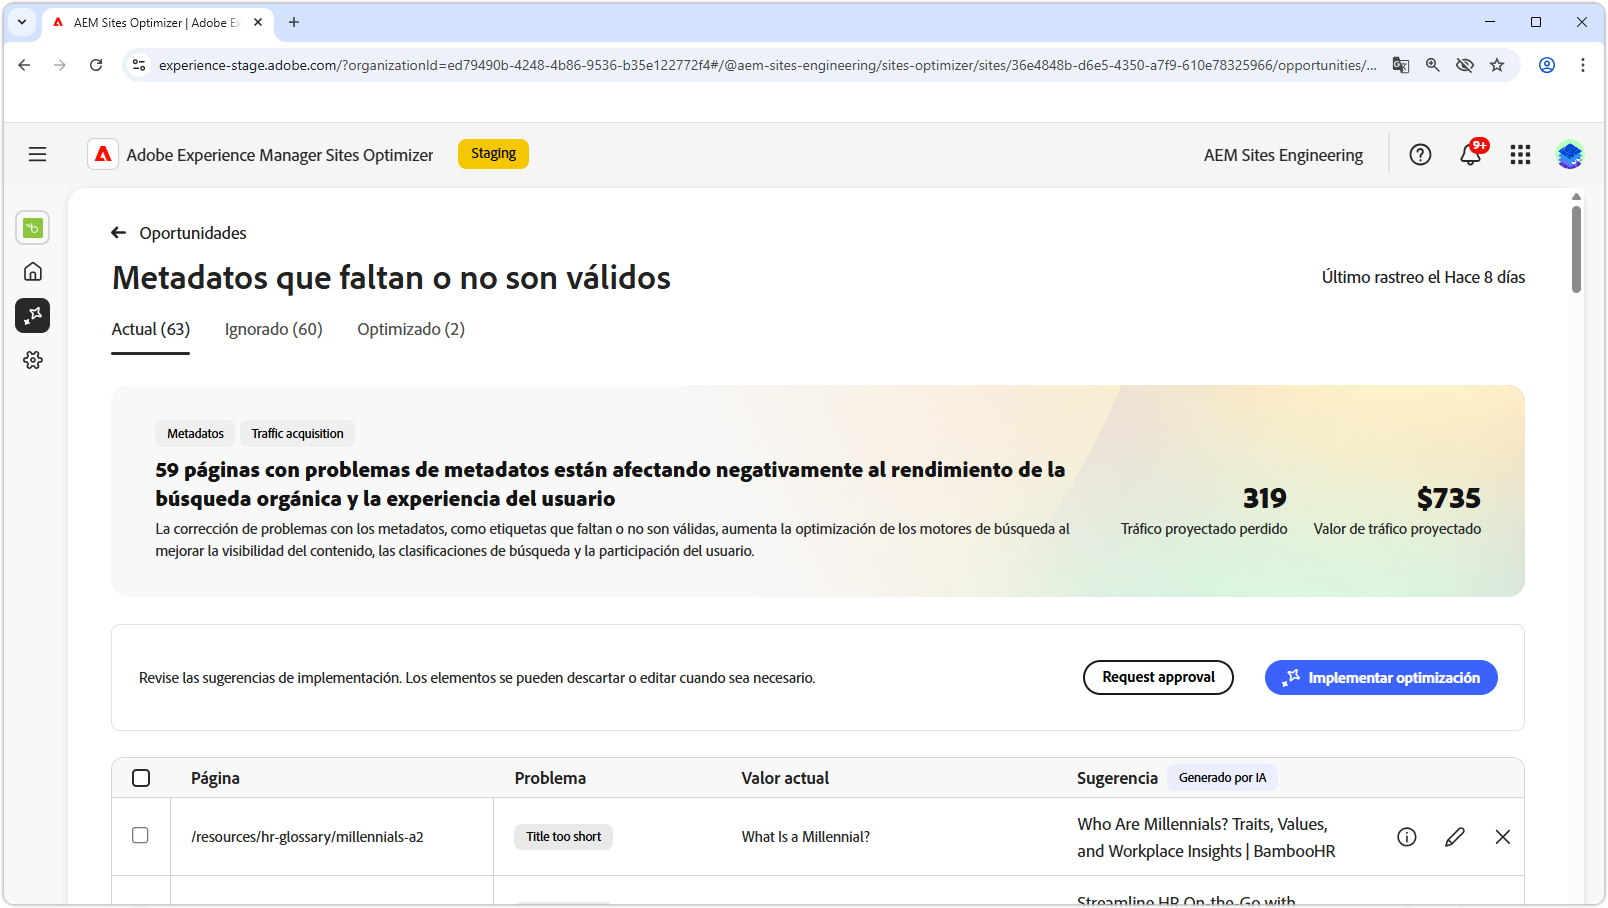 AEM Sites Optimizer | Adobe Ex
experience-stage.adobe.com/?organizationId=ed79490b-4248-4b86-9536-b35e122772f4#/@aem-sites-engineering/sites-optimizer/sites/36e4848b-d6e5-4350-a7f9-610e78325966/opportunities/...
Adobe Experience Manager Sites Optimizer
Staging
AEM Sites Engineering
9+
Oportunidades
Metadatos que faltan o no son válidos
Último rastreo el Hace 8 días
Actual (63)
Ignorado (60)
Optimizado (2)
Metadatos
Traffic acquisition
59 páginas con problemas de metadatos están afectando negativamente al rendimiento de la
búsqueda orgánica y la experiencia del usuario
La corrección de problemas con los metadatos, como etiquetas que faltan o no son válidas, aumenta la optimización de los motores de búsqueda al
mejorar la visibilidad del contenido, las clasificaciones de búsqueda y la participación del usuario.
319
Tráfico proyectado perdido
$735
Valor de tráfico proyectado
Revise las sugerencias de implementación. Los elementos se pueden descartar o editar cuando sea necesario.
Request approval
Implementar optimización
Página
Problema
Valor actual
Sugerencia
Generado por IA
/resources/hr-glossary/millennials-a2
Title too short
What Is a Millennial?
Who Are Millennials? Traits, Values,
and Workplace Insights | BambooHR
Streamline HR On-the-Go with